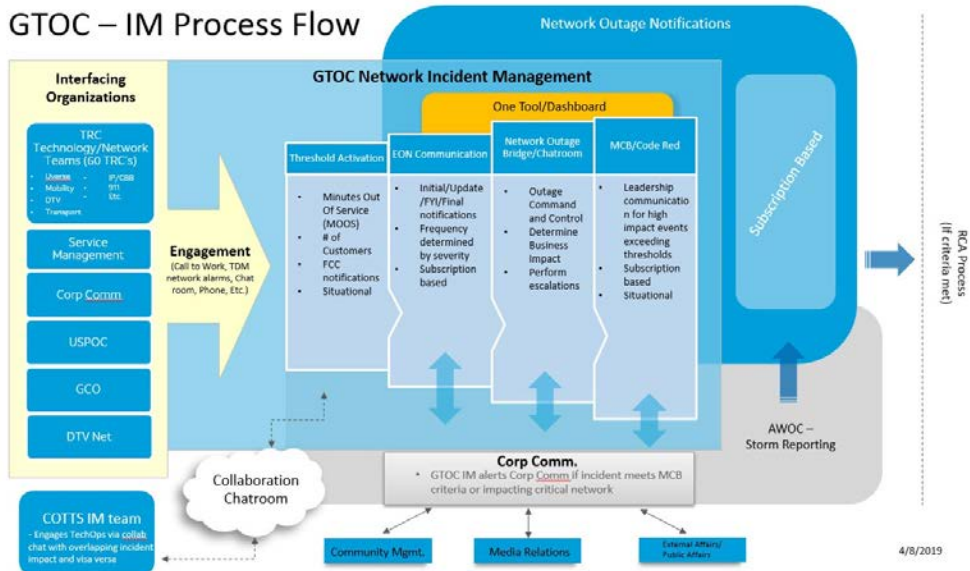 GTOC – IM Process Flow
Network Outage Notifications
Interfacing
Organizations
TRC
Technology/Network
Teams (60 TRC's)
• Uverse
• Mobility
• DTV
• Transport
• IP/CBB
• 911
• Etc.
Service
Management
Corp Comm
USPOC
GCO
DTV Net
Engagement
(Call to Work, TDM
network alarms, Chat
room, Phone, Etc.)
GTOC Network Incident Management
One Tool/Dashboard
Threshold Activation
• Minutes Out
Of Service
(MOOS)
• # of
Customers
• FCC
notifications
• Situational
EON Communication
• Initial/Update
/FYI/Final
notifications
• Frequency
determined
by severity
• Subscription
based
Network Outage
Bridge/Chatroom
• Outage
Command
and Control
• Determine
Business
Impact
• Perform
escalations
MCB/Code Red
• Leadership
communicatio
n for high
impact events
exceeding
thresholds
• Subscription
based
• Situational
Subscription Based
RCA Process
(If criteria met)
AWOC –
Storm Reporting
Collaboration
Chatroom
Corp Comm.
• GTOC IM alerts Corp Comm if incident meets MCB
criteria or impacting critical network
COTTS IM team
- Engages TechOps via collab
chat with overlapping incident
impact and visa versa
Community Mgmt.
Media Relations
External Affairs/
Public Affairs
4/8/2019